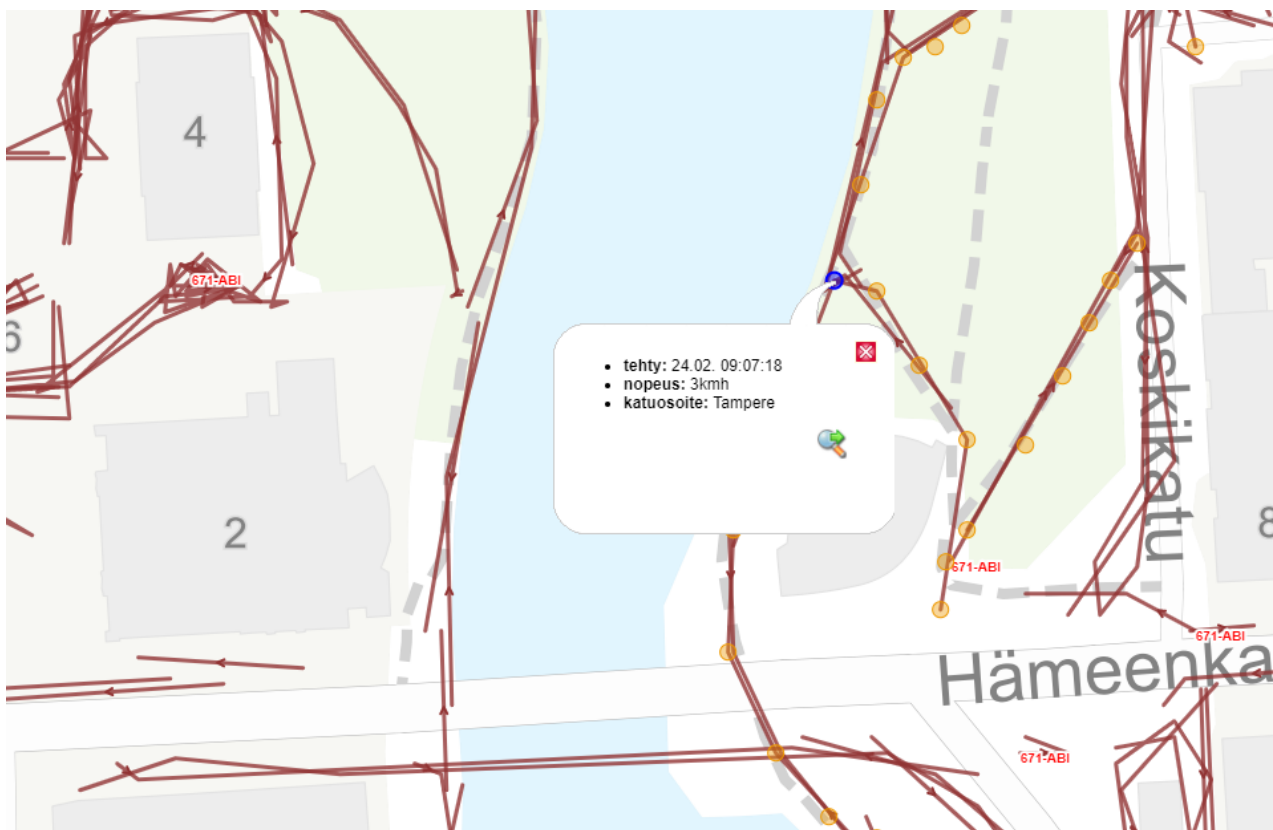 4
671-ABI
6
Koskikatu
tehty: 24.02. 09:07:18
nopeus: 3kmh
katuosoite: Tampere
2
8
671-ABI
671-ABI
Hämeenka
671-ABI